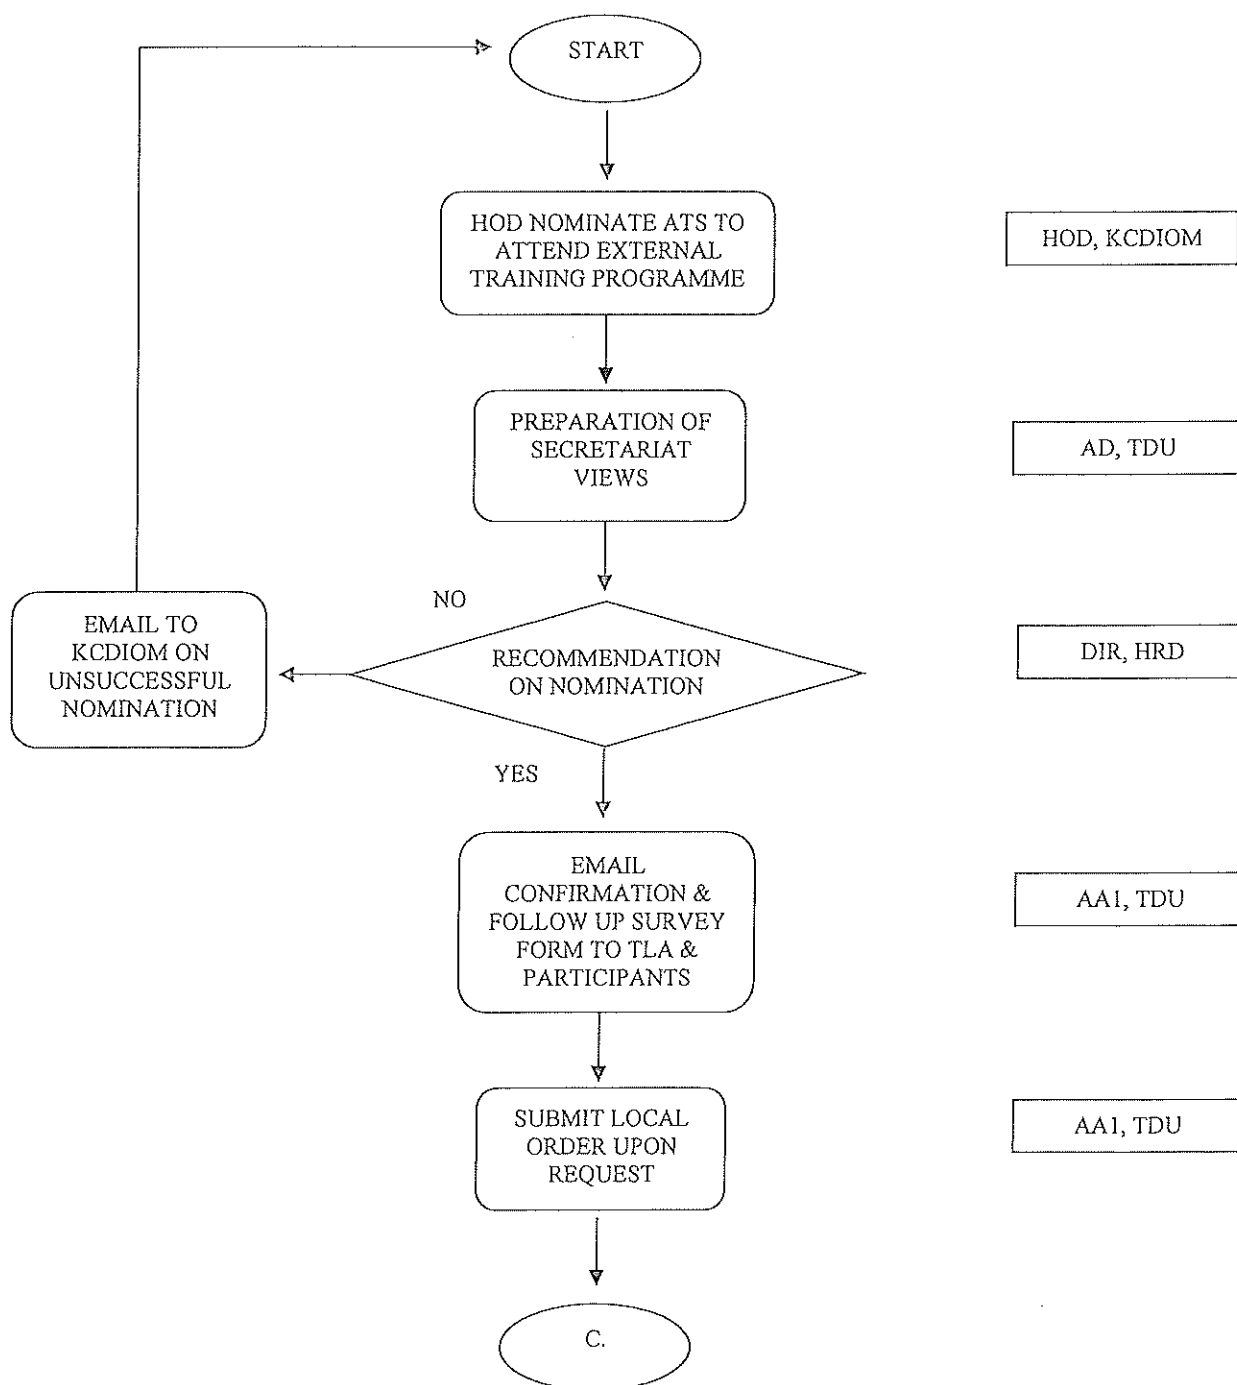 START
HOD NOMINATE ATS TO
ATTEND EXTERNAL
TRAINING PROGRAMME
HOD, KCDIOM
PREPARATION OF
SECRETARIAT
VIEWS
AD, TDU
NO
EMAIL TO
KCDIOM ON
UNSUCCESSFUL
NOMINATION
RECOMMENDATION
ON NOMINATION
DIR, HRD
YES
EMAIL
CONFIRMATION &
FOLLOW UP SURVEY
FORM TO TLA &
PARTICIPANTS
AA1, TDU
SUBMIT LOCAL
ORDER UPON
REQUEST
AA1, TDU
C.